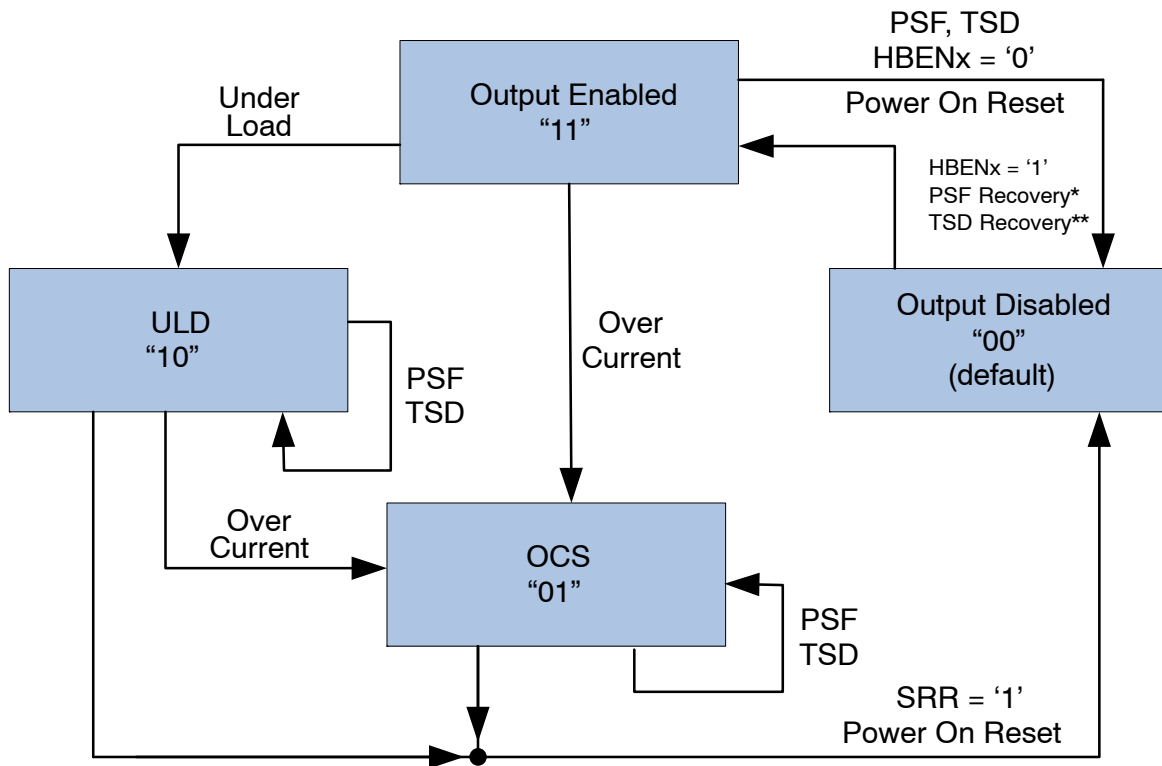 PSF, TSD
HBENx = ‘0’
Power On Reset
Output Enabled
“11”
Under
Load
HBENx = ‘1’
PSF Recovery*
TSD Recovery**
ULD
“10”
Output Disabled
“00”
(default)
Over
Current
PSF
TSD
Over
Current
OCS
“01”
PSF
TSD
SRR = ‘1’
Power On Reset